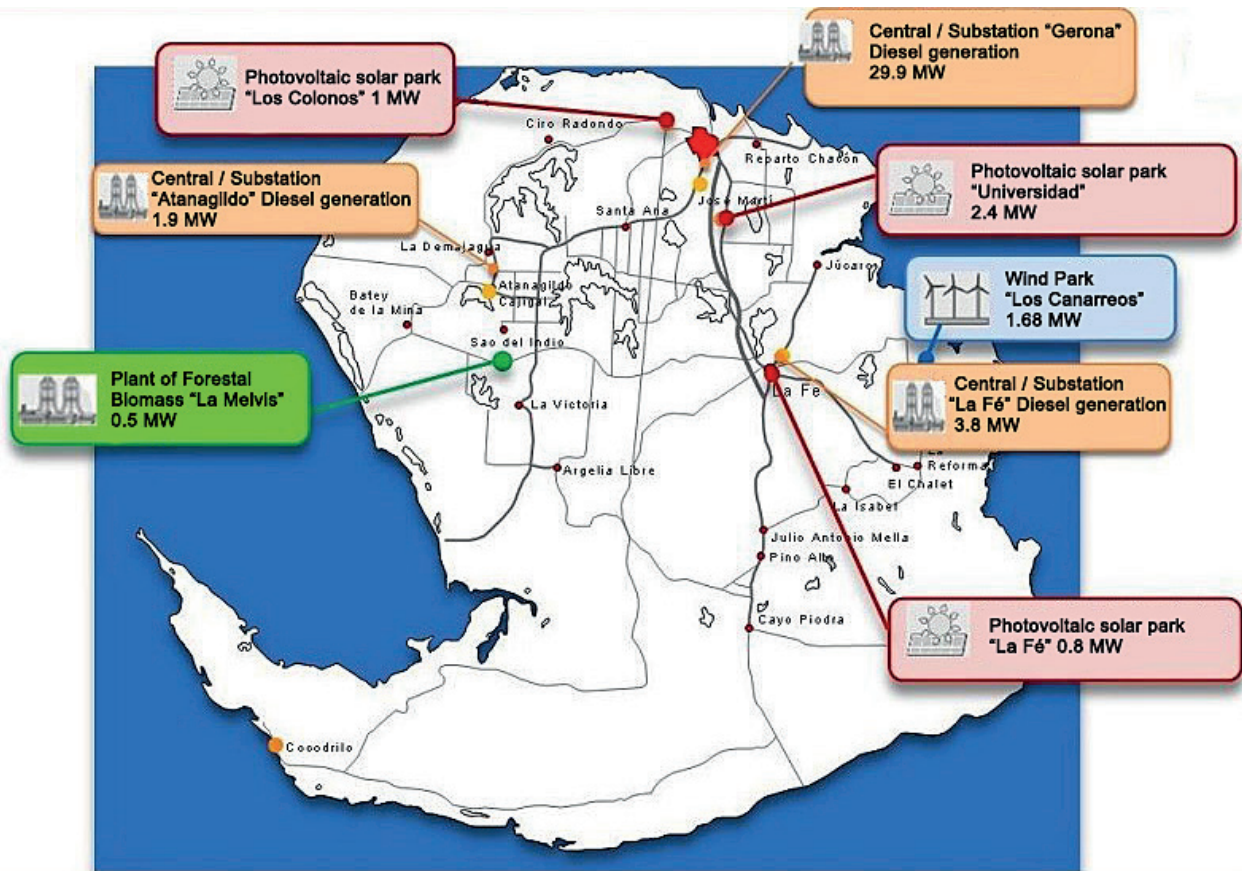 Central / Substation "Gerona"
Diesel generation
29.9 MW
Photovoltaic solar park
"Los Colonos" 1 MW
Ciro Radondo
Reparto Chacón
Photovoltaic solar park
"Universidad"
2.4 MW
Central / Substation
"Atanagildo" Diesel generation
1.9 MW
José Martí
Santa Ana
La Demajagua
Júcaro
Atanagildo
Cajigal
Batey
de la Mina
Wind Park
"Los Canarreos"
1.68 MW
Sao del Indio
Plant of Forestal
Biomass "La Melvis"
0.5 MW
La Fe
Central / Substation
"La Fé" Diesel generation
3.8 MW
La Victoria
Argelia Libre
Reforma
El Chalet
La Isabel
Julio Antonio Mella
Pino Alto
Cayo Piedra
Photovoltaic solar park
"La Fé" 0.8 MW
Cocodrilo